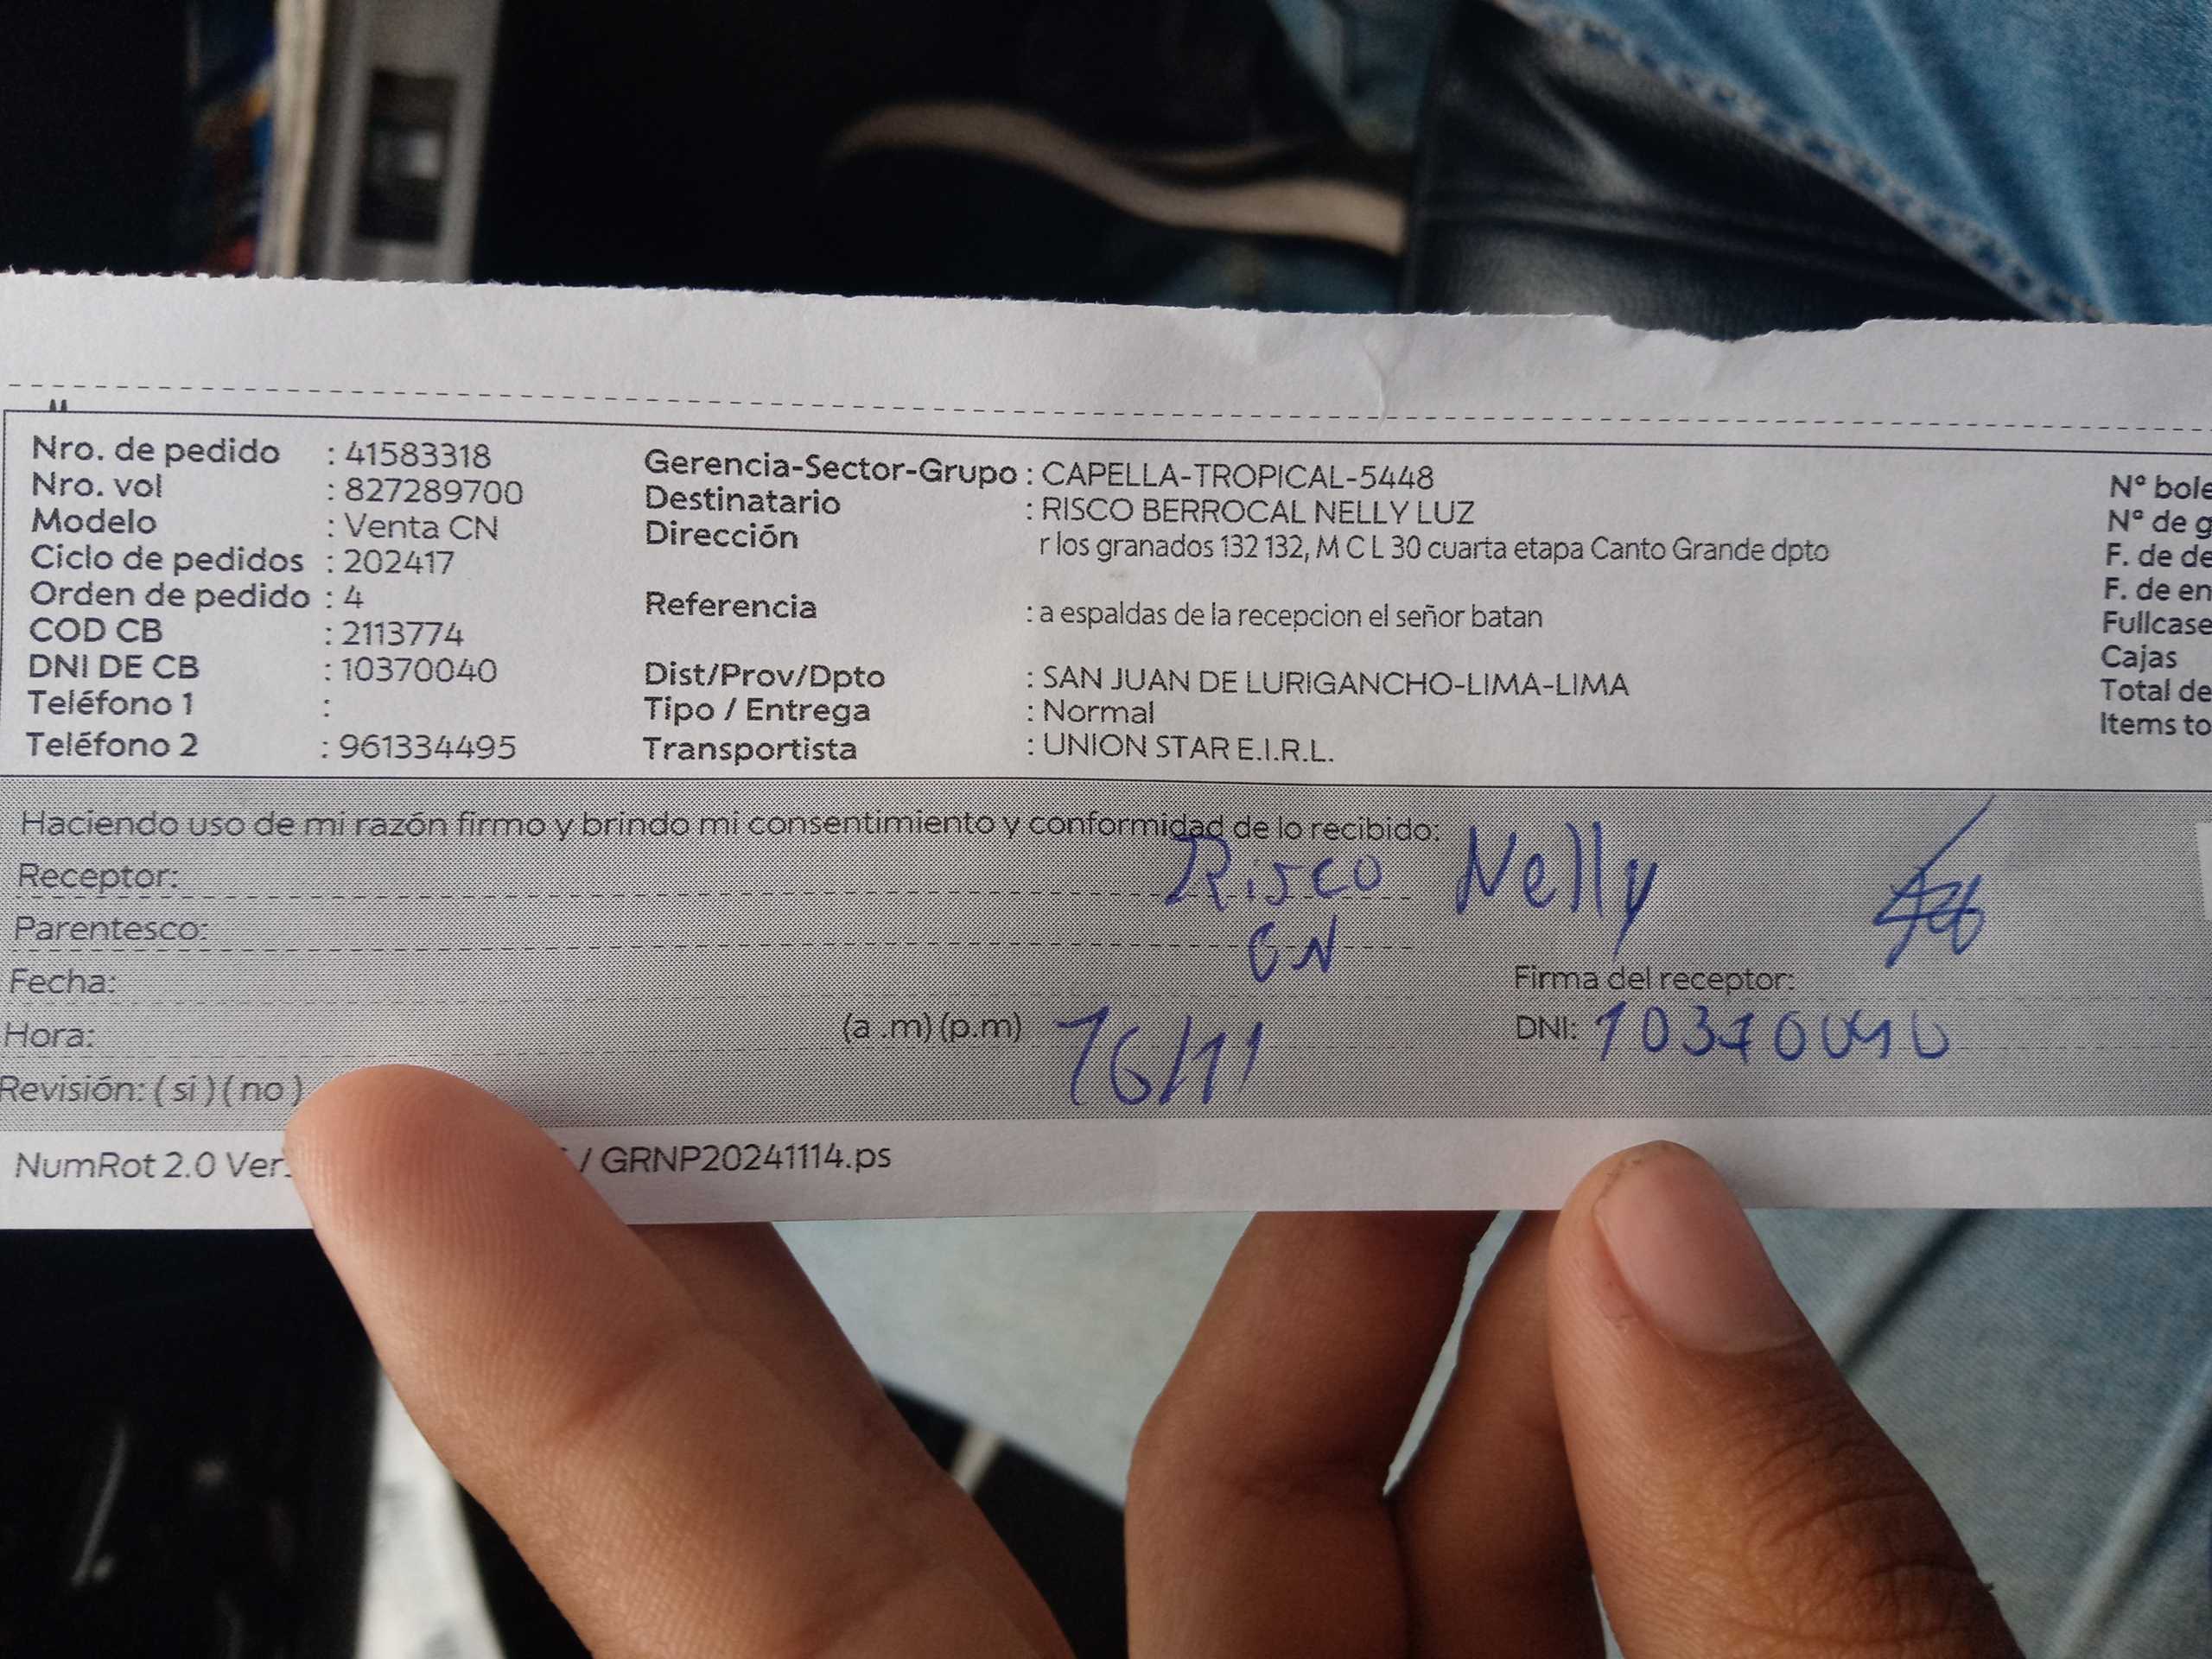 Nro. de pedido : 41583318
Nro. vol : 827289700
Modelo : Venta CN
Ciclo de pedidos : 202417
Orden de pedido : 4
COD CB : 2113774
DNI DE CB : 10370040
Teléfono 1 :
Teléfono 2 : 961334495
Gerencia-Sector-Grupo : CAPELLA-TROPICAL-5448
Destinatario : RISCO BERROCAL NELLY LUZ
Dirección r los granados 132 132, M C L 30 cuarta etapa Canto Grande dpto
Referencia : a espaldas de la recepcion el señor batan
Dist/Prov/Dpto : SAN JUAN DE LURIGANCHO-LIMA-LIMA
Tipo / Entrega : Normal
Transportista : UNION STAR E.I.R.L.
N° bole
N° de g
F. de de
F. de en
Fullcase
Cajas
Total de
Items to
Haciendo uso de mi razón firmo y brindo mi consentimiento y conformidad de lo recibido:
Receptor: Risco Nelly
Parentesco: CN
Fecha:
Firma del receptor:
Hora: (a .m) (p.m) 16/11
DNI: 10370040
Revisión: ( si ) ( no )
NumRot 2.0 Ver / GRNP20241114.ps